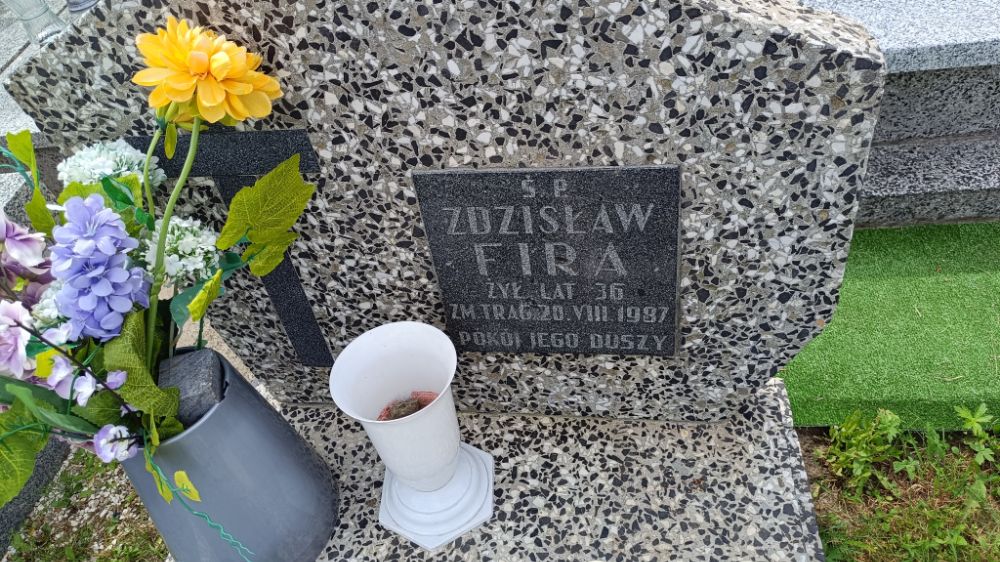 Ś. P.
ZDZISŁAW
FIRA
ŻYŁ LAT 36
ZM. TRAG. 20. VIII. 1987
POKÓJ JEGO DUSZY